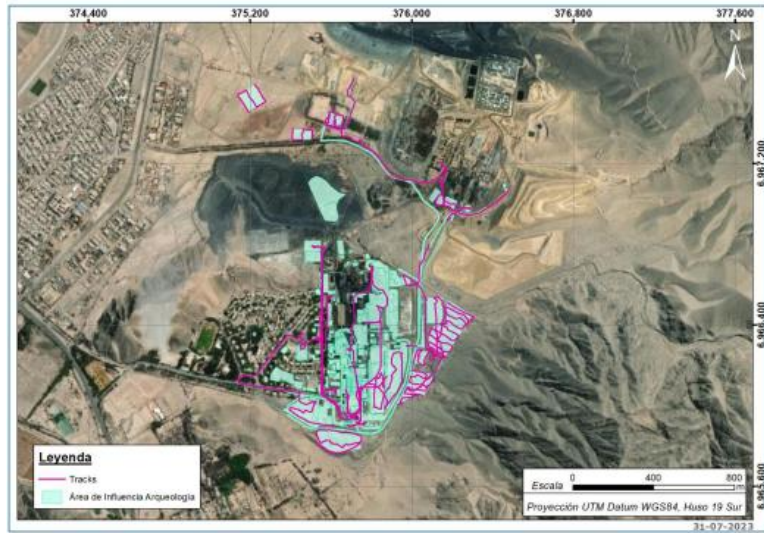 374.400 375.200 376.000 376.800 377.600
N
6.967.200
6.966.400
6.965.600
Leyenda
Tracks
Área de Influencia Arqueología
Escala 0 400 800
m
Proyección UTM Datum WGS84, Huso 19 Sur
31-07-2023